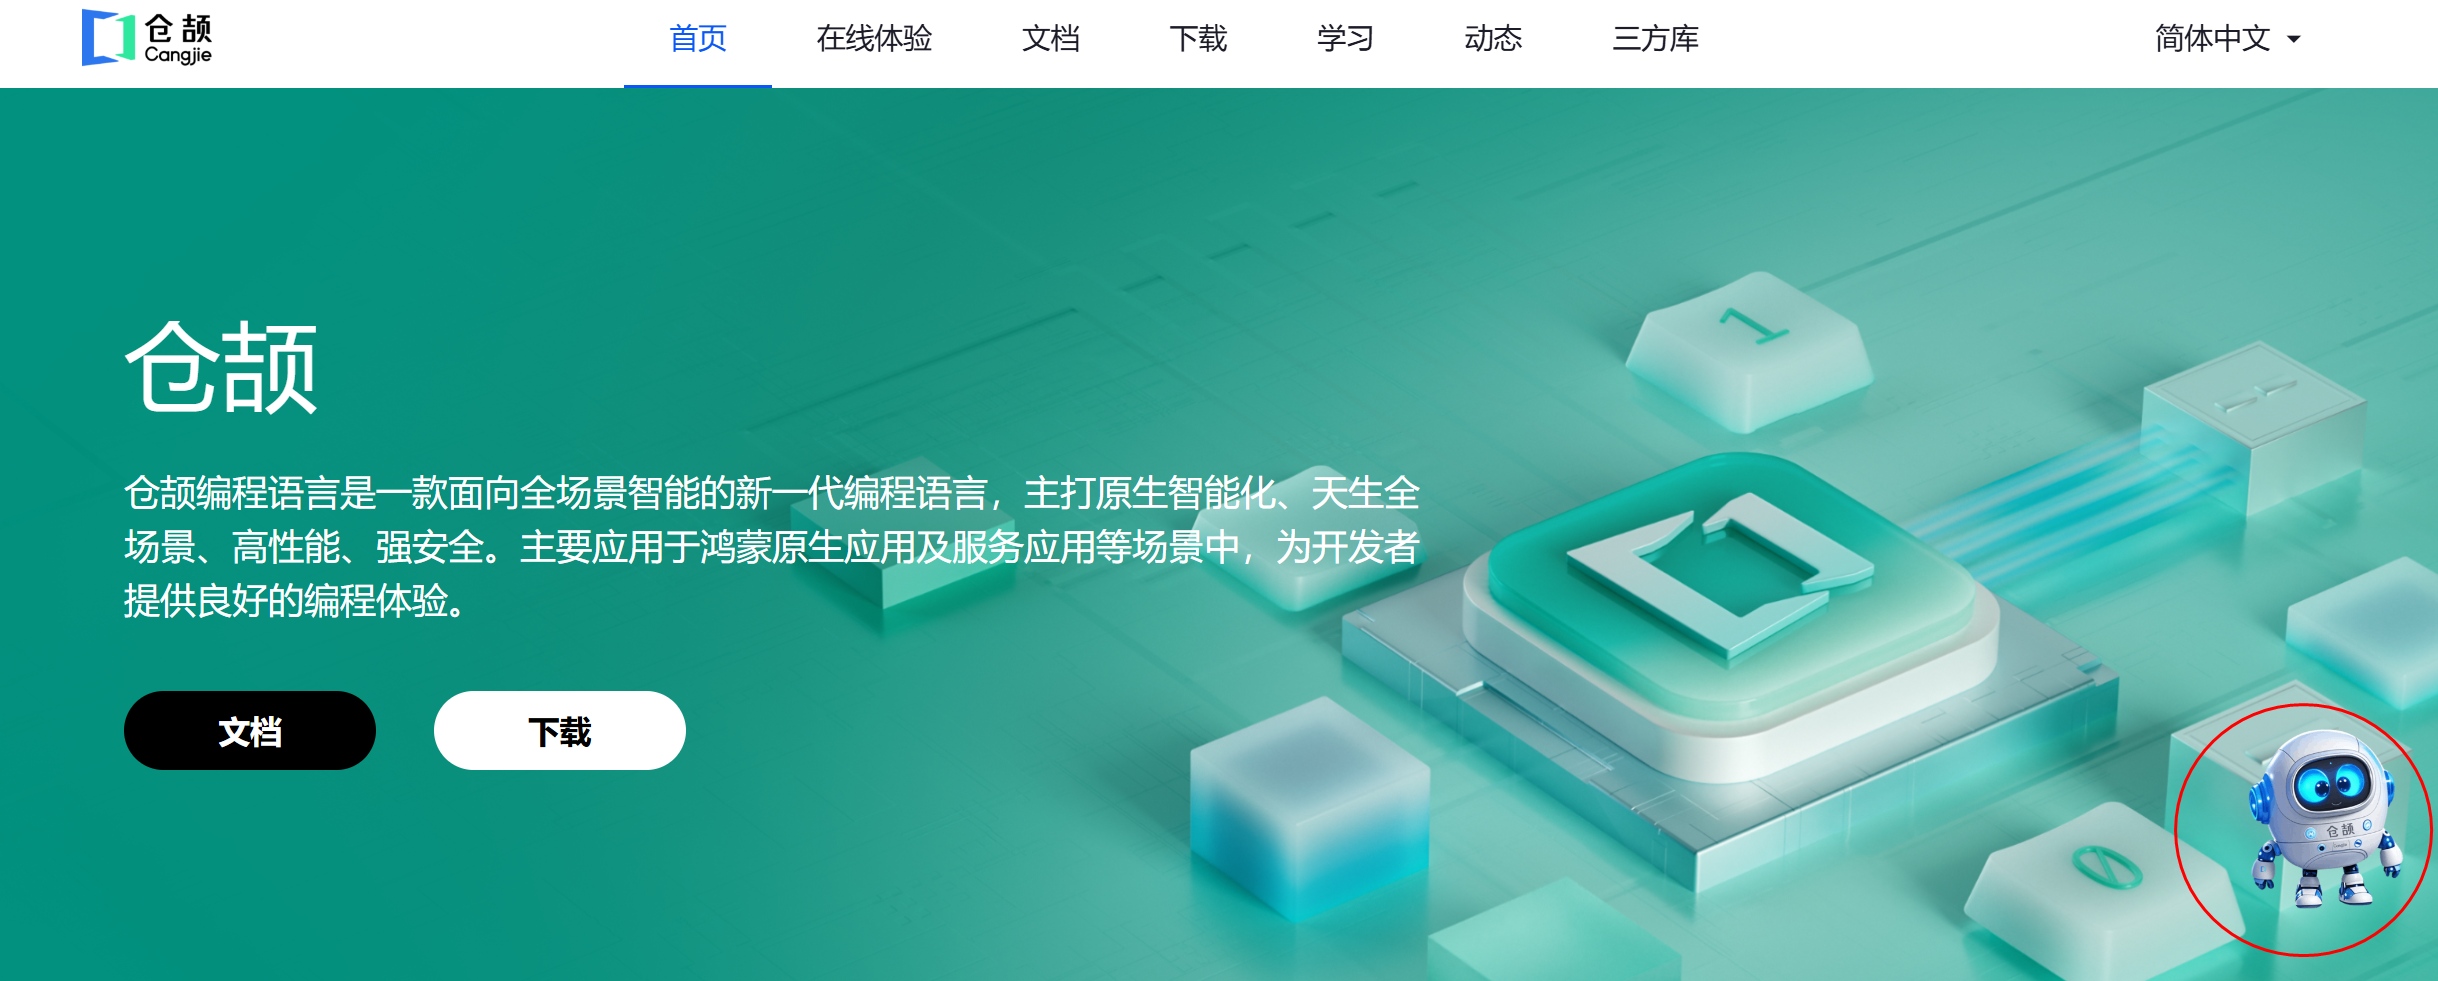 仓颉
Cangjie
首页
在线体验
文档
下载
学习
动态
三方库
简体中文
仓颉
仓颉编程语言是一款面向全场景智能的新一代编程语言，主打原生智能化、天生全
场景、高性能、强安全。主要应用于鸿蒙原生应用及服务应用等场景中，为开发者
提供良好的编程体验。
文档
下载
1
0
仓颉